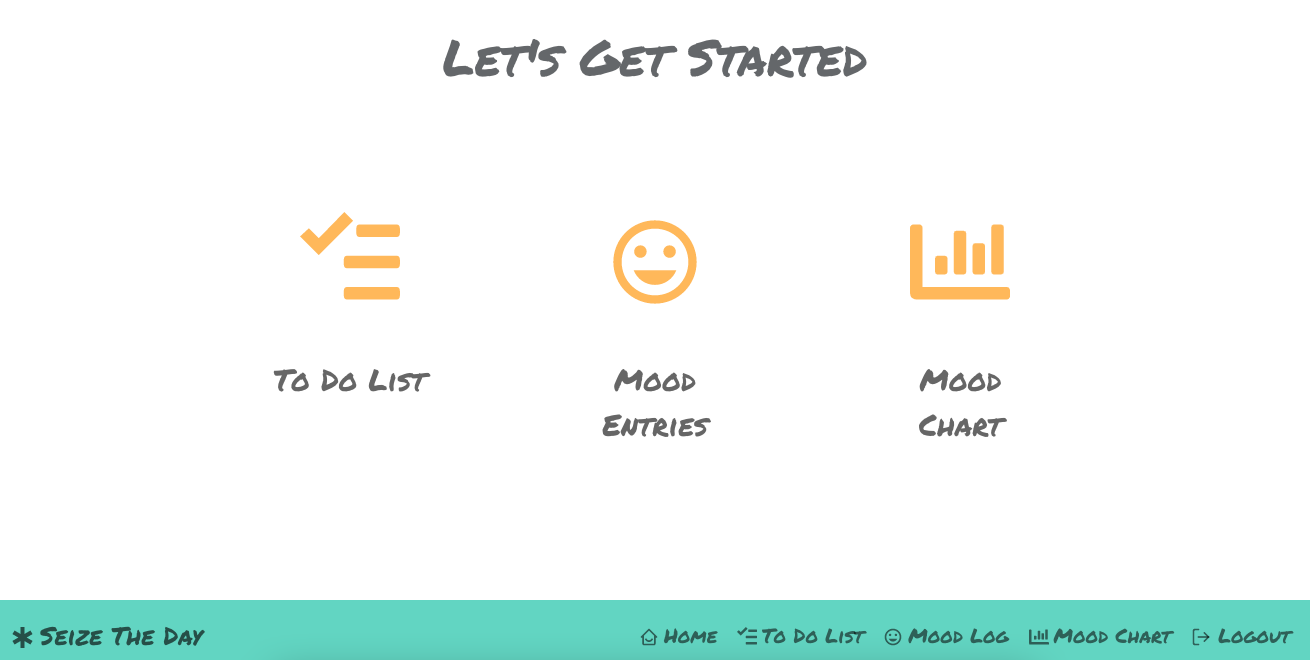 Let's Get Started
To Do List
Mood
Entries
Mood
Chart
Seize The Day
Home
To Do List
Mood Log
Mood Chart
Logout